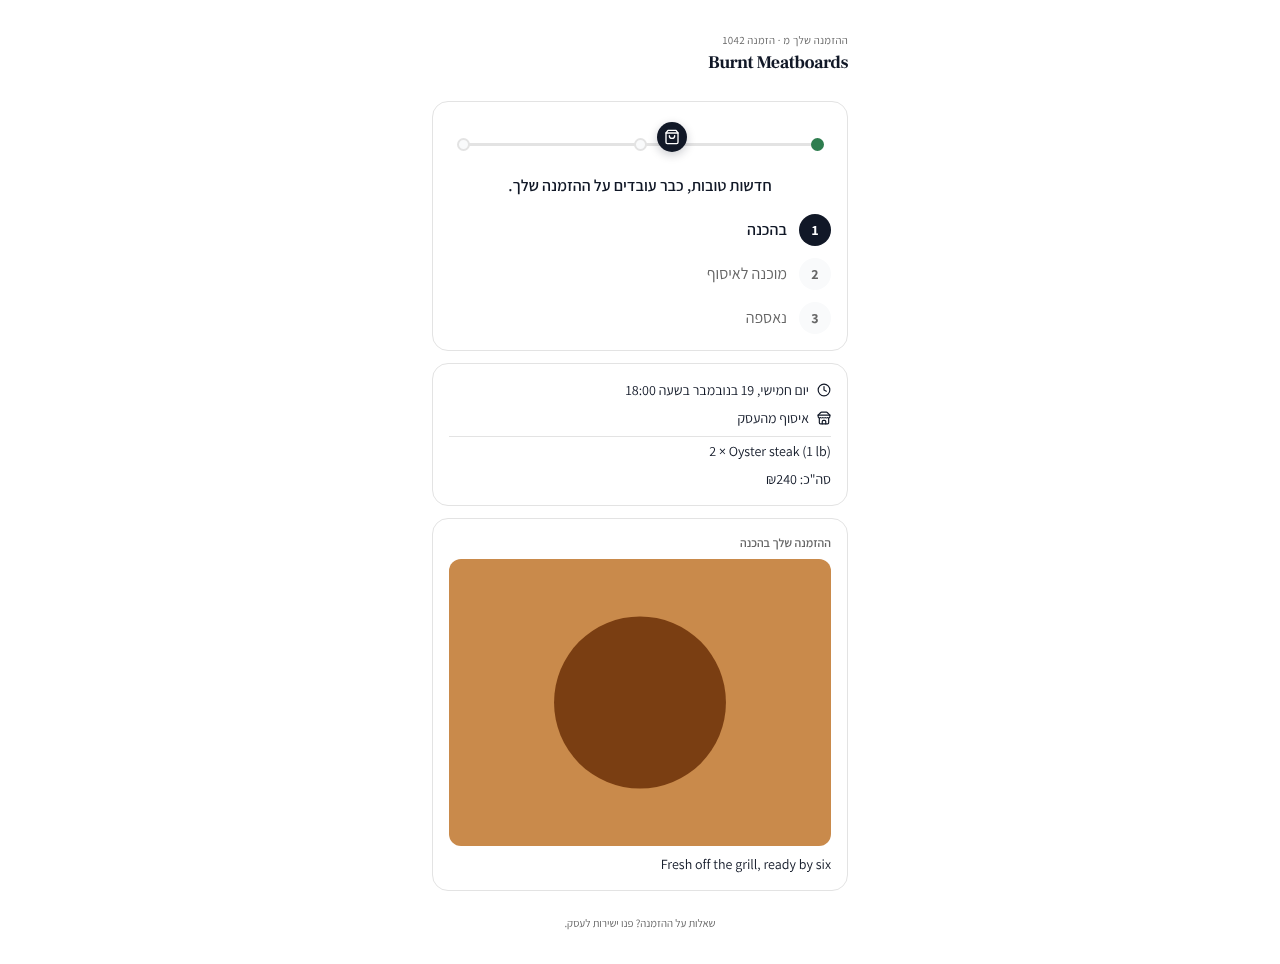 ההזמנה שלך מ · הזמנה 1042
Burnt Meatboards
חדשות טובות, כבר עובדים על ההזמנה שלך.
1 בהכנה
2 מוכנה לאיסוף
3 נאספה
יום חמישי, 19 בנובמבר בשעה 18:00
איסוף מהעסק
2 × Oyster steak (1 lb)
סה"כ: ₪240
ההזמנה שלך בהכנה
Fresh off the grill, ready by six
שאלות על ההזמנה? פנו ישירות לעסק.